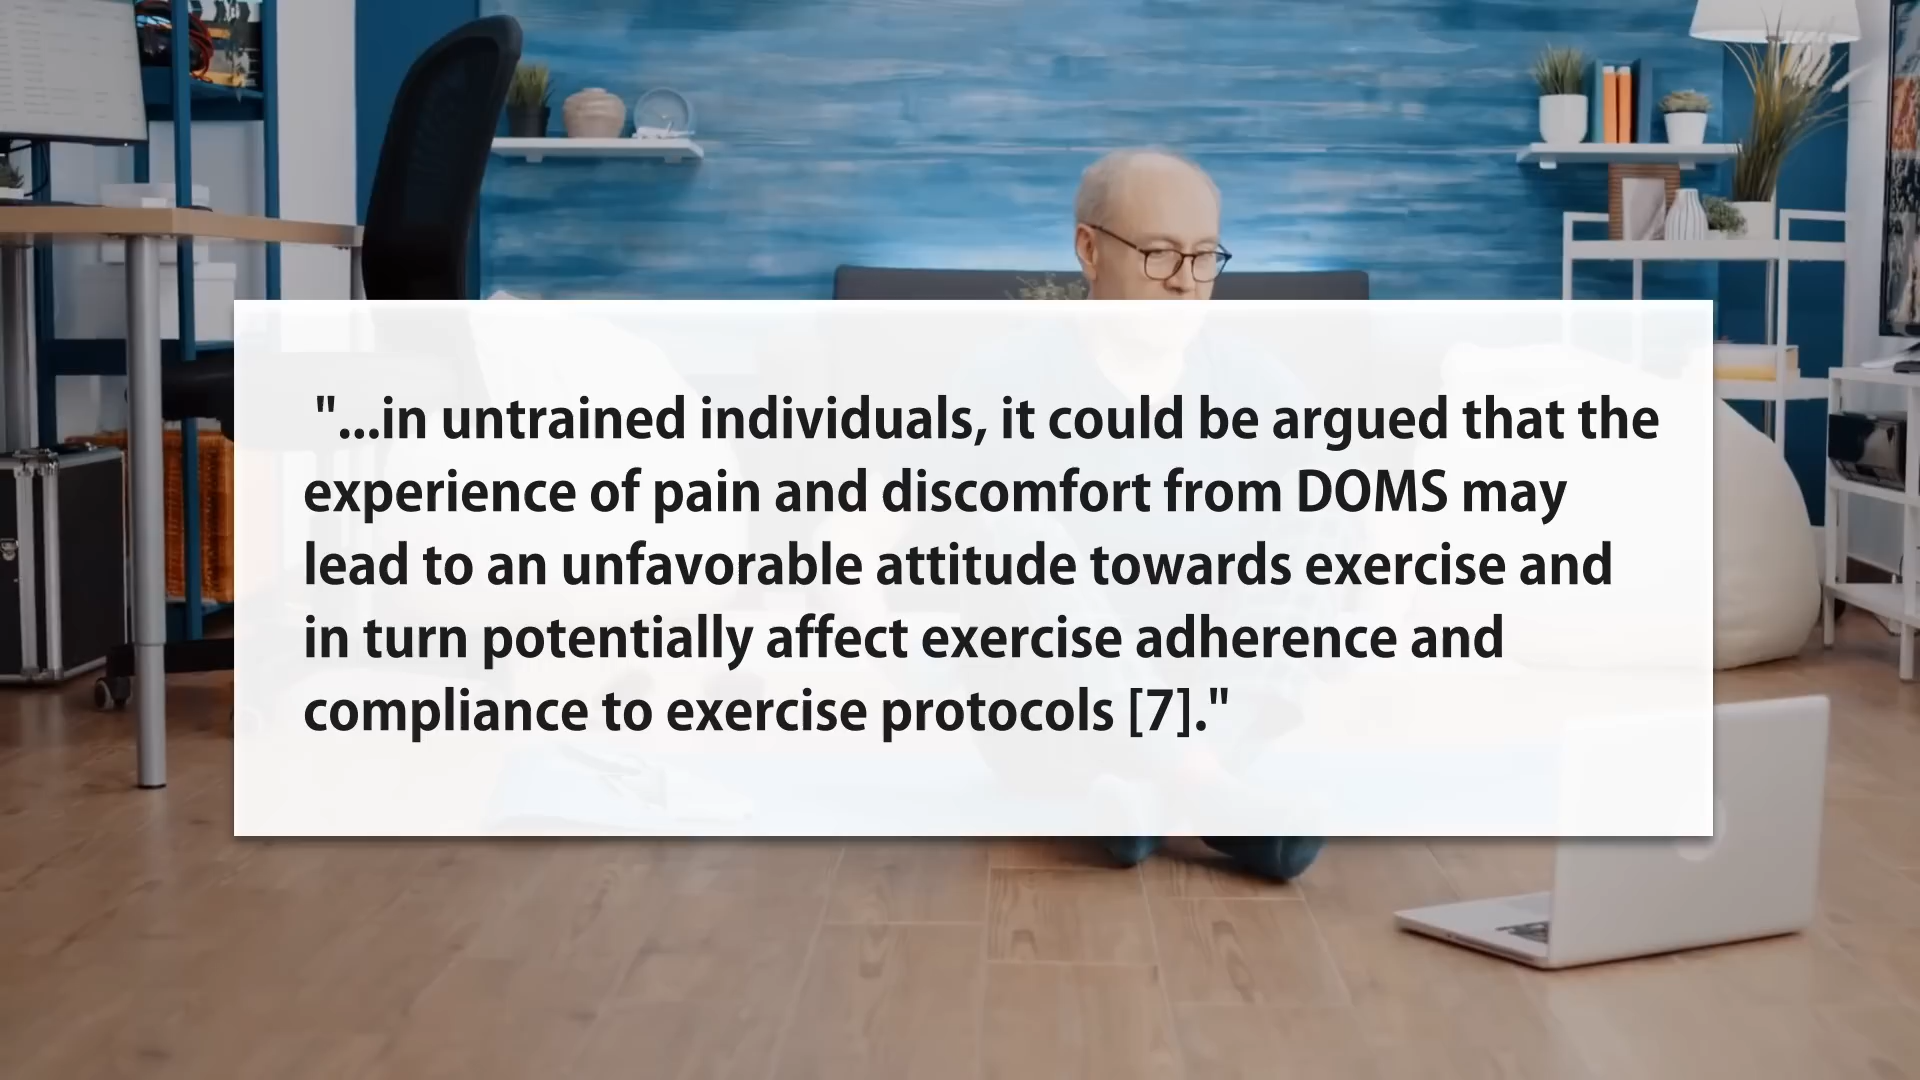 "...in untrained individuals, it could be argued that the
experience of pain and discomfort from DOMS may
lead to an unfavorable attitude towards exercise and
in turn potentially affect exercise adherence and
compliance to exercise protocols [7]."